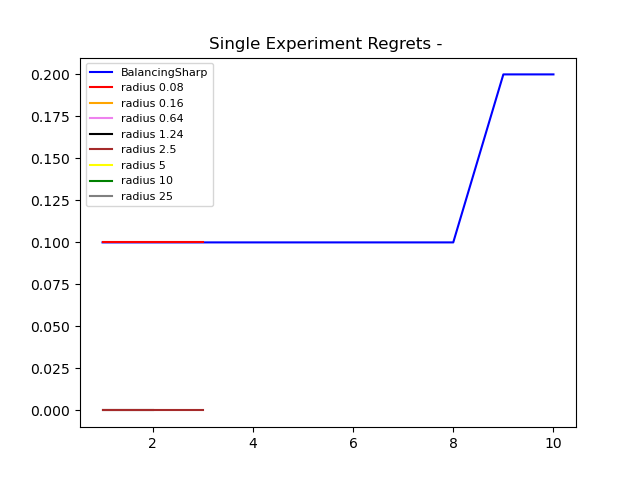 Single Experiment Regrets -
0.200
0.175
0.150
0.125
0.100
0.075
0.050
0.025
0.000
BalancingSharp
radius 0.08
radius 0.16
radius 0.64
radius 1.24
radius 2.5
radius 5
radius 10
radius 25
2 4 6 8 10